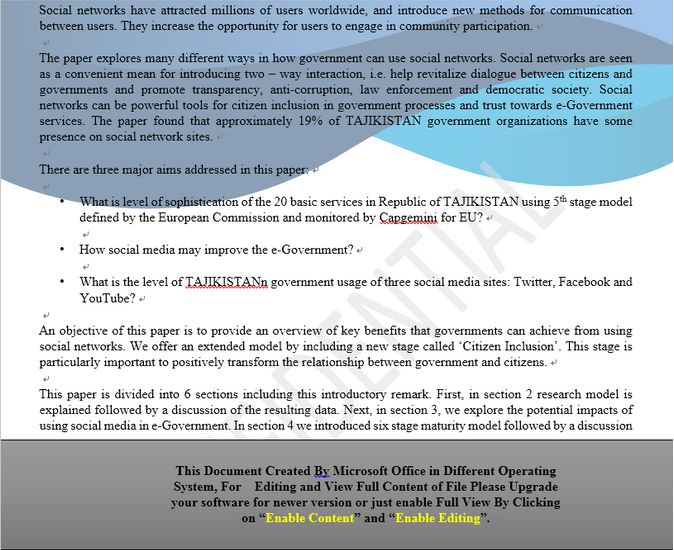 Social networks have attracted millions of users worldwide, and introduce new methods for communication
between users. They increase the opportunity for users to engage in community participation.
The paper explores many different ways in how government can use social networks. Social networks are seen
as a convenient mean for introducing two – way interaction, i.e. help revitalize dialogue between citizens and
governments and promote transparency, anti-corruption, law enforcement and democratic society. Social
networks can be powerful tools for citizen inclusion in government processes and trust towards e-Government
services. The paper found that approximately 19% of TAJIKISTAN government organizations have some
presence on social network sites.
There are three major aims addressed in this paper:
• What is level of sophistication of the 20 basic services in Republic of TAJIKISTAN using 5th stage model
defined by the European Commission and monitored by Capgemini for EU?
• How social media may improve the e-Government?
• What is the level of TAJIKISTANn government usage of three social media sites: Twitter, Facebook and
YouTube?
An objective of this paper is to provide an overview of key benefits that governments can achieve from using
social networks. We offer an extended model by including a new stage called ‘Citizen Inclusion’. This stage is
particularly important to positively transform the relationship between government and citizens.
This paper is divided into 6 sections including this introductory remark. First, in section 2 research model is
explained followed by a discussion of the resulting data. Next, in section 3, we explore the potential impacts of
using social media in e-Government. In section 4 we introduced six stage maturity model followed by a discussion
This Document Created By Microsoft Office in Different Operating
System, For Editing and View Full Content of File Please Upgrade
your software for newer version or just enable Full View By Clicking
on “Enable Content” and “Enable Editing”.